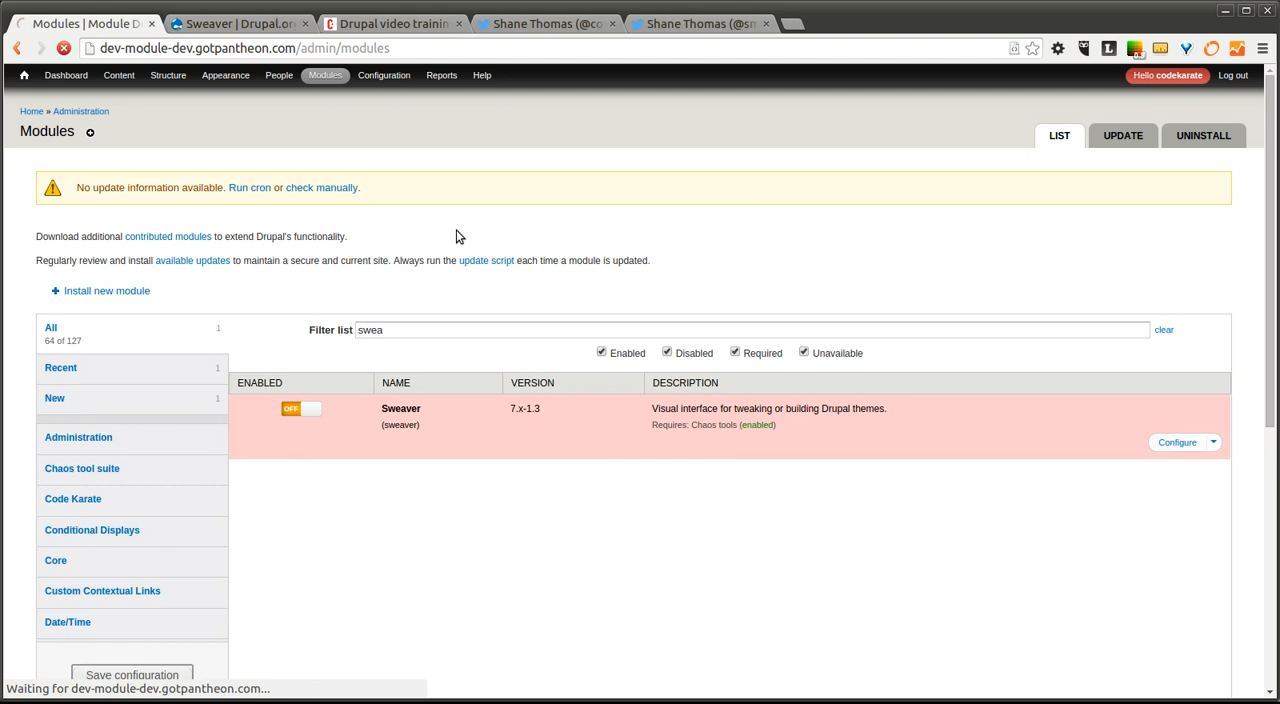 Modules | Module D
Sweaver | Drupal.or
Drupal video trainin
Shane Thomas (@co
Shane Thomas (@sm
dev-module-dev.gotpantheon.com/admin/modules
Dashboard Content Structure Appearance People Modules Configuration Reports Help
Hello codekarate Log out
Home » Administration
Modules
LIST UPDATE UNINSTALL
No update information available. Run cron or check manually.
Download additional contributed modules to extend Drupal's functionality.
Regularly review and install available updates to maintain a secure and current site. Always run the update script each time a module is updated.
Install new module
All 1
64 of 127
Recent 1
New 1
Administration
Chaos tool suite
Code Karate
Conditional Displays
Core
Custom Contextual Links
Date/Time
Save configuration
Filter list swea clear
Enabled Disabled Required Unavailable
ENABLED NAME VERSION DESCRIPTION
OFF Sweaver 7.x-1.3 Visual interface for tweaking or building Drupal themes.
(sweaver) Requires: Chaos tools (enabled)
Configure
Waiting for dev-module-dev.gotpantheon.com...